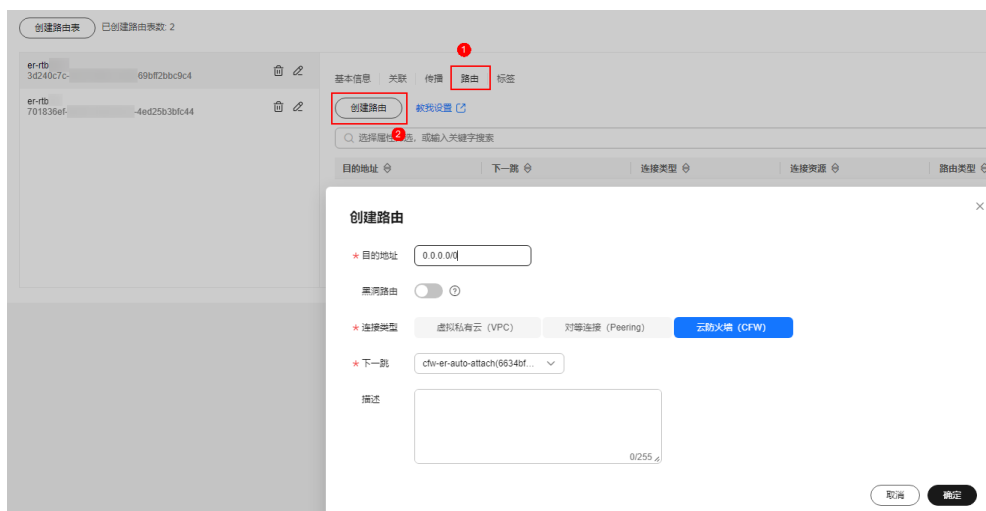 创建路由表 已创建路由表数: 2
er-rtb
3d240c7c- 69bff2bbc9c4
er-rtb
701836ef- -4ed25b3bfc44
1
基本信息 关联 传播 路由 标签
创建路由 教我设置
2
选择属性 选，或输入关键字搜索
目的地址 下一跳 连接类型 连接资源 路由类型
创建路由
* 目的地址 0.0.0.0/0
黑洞路由
* 连接类型 虚拟私有云（VPC） 对等连接（Peering） 云防火墙（CFW）
* 下一跳 cfw-er-auto-attach(6634bf...
描述
0/255
取消 确定